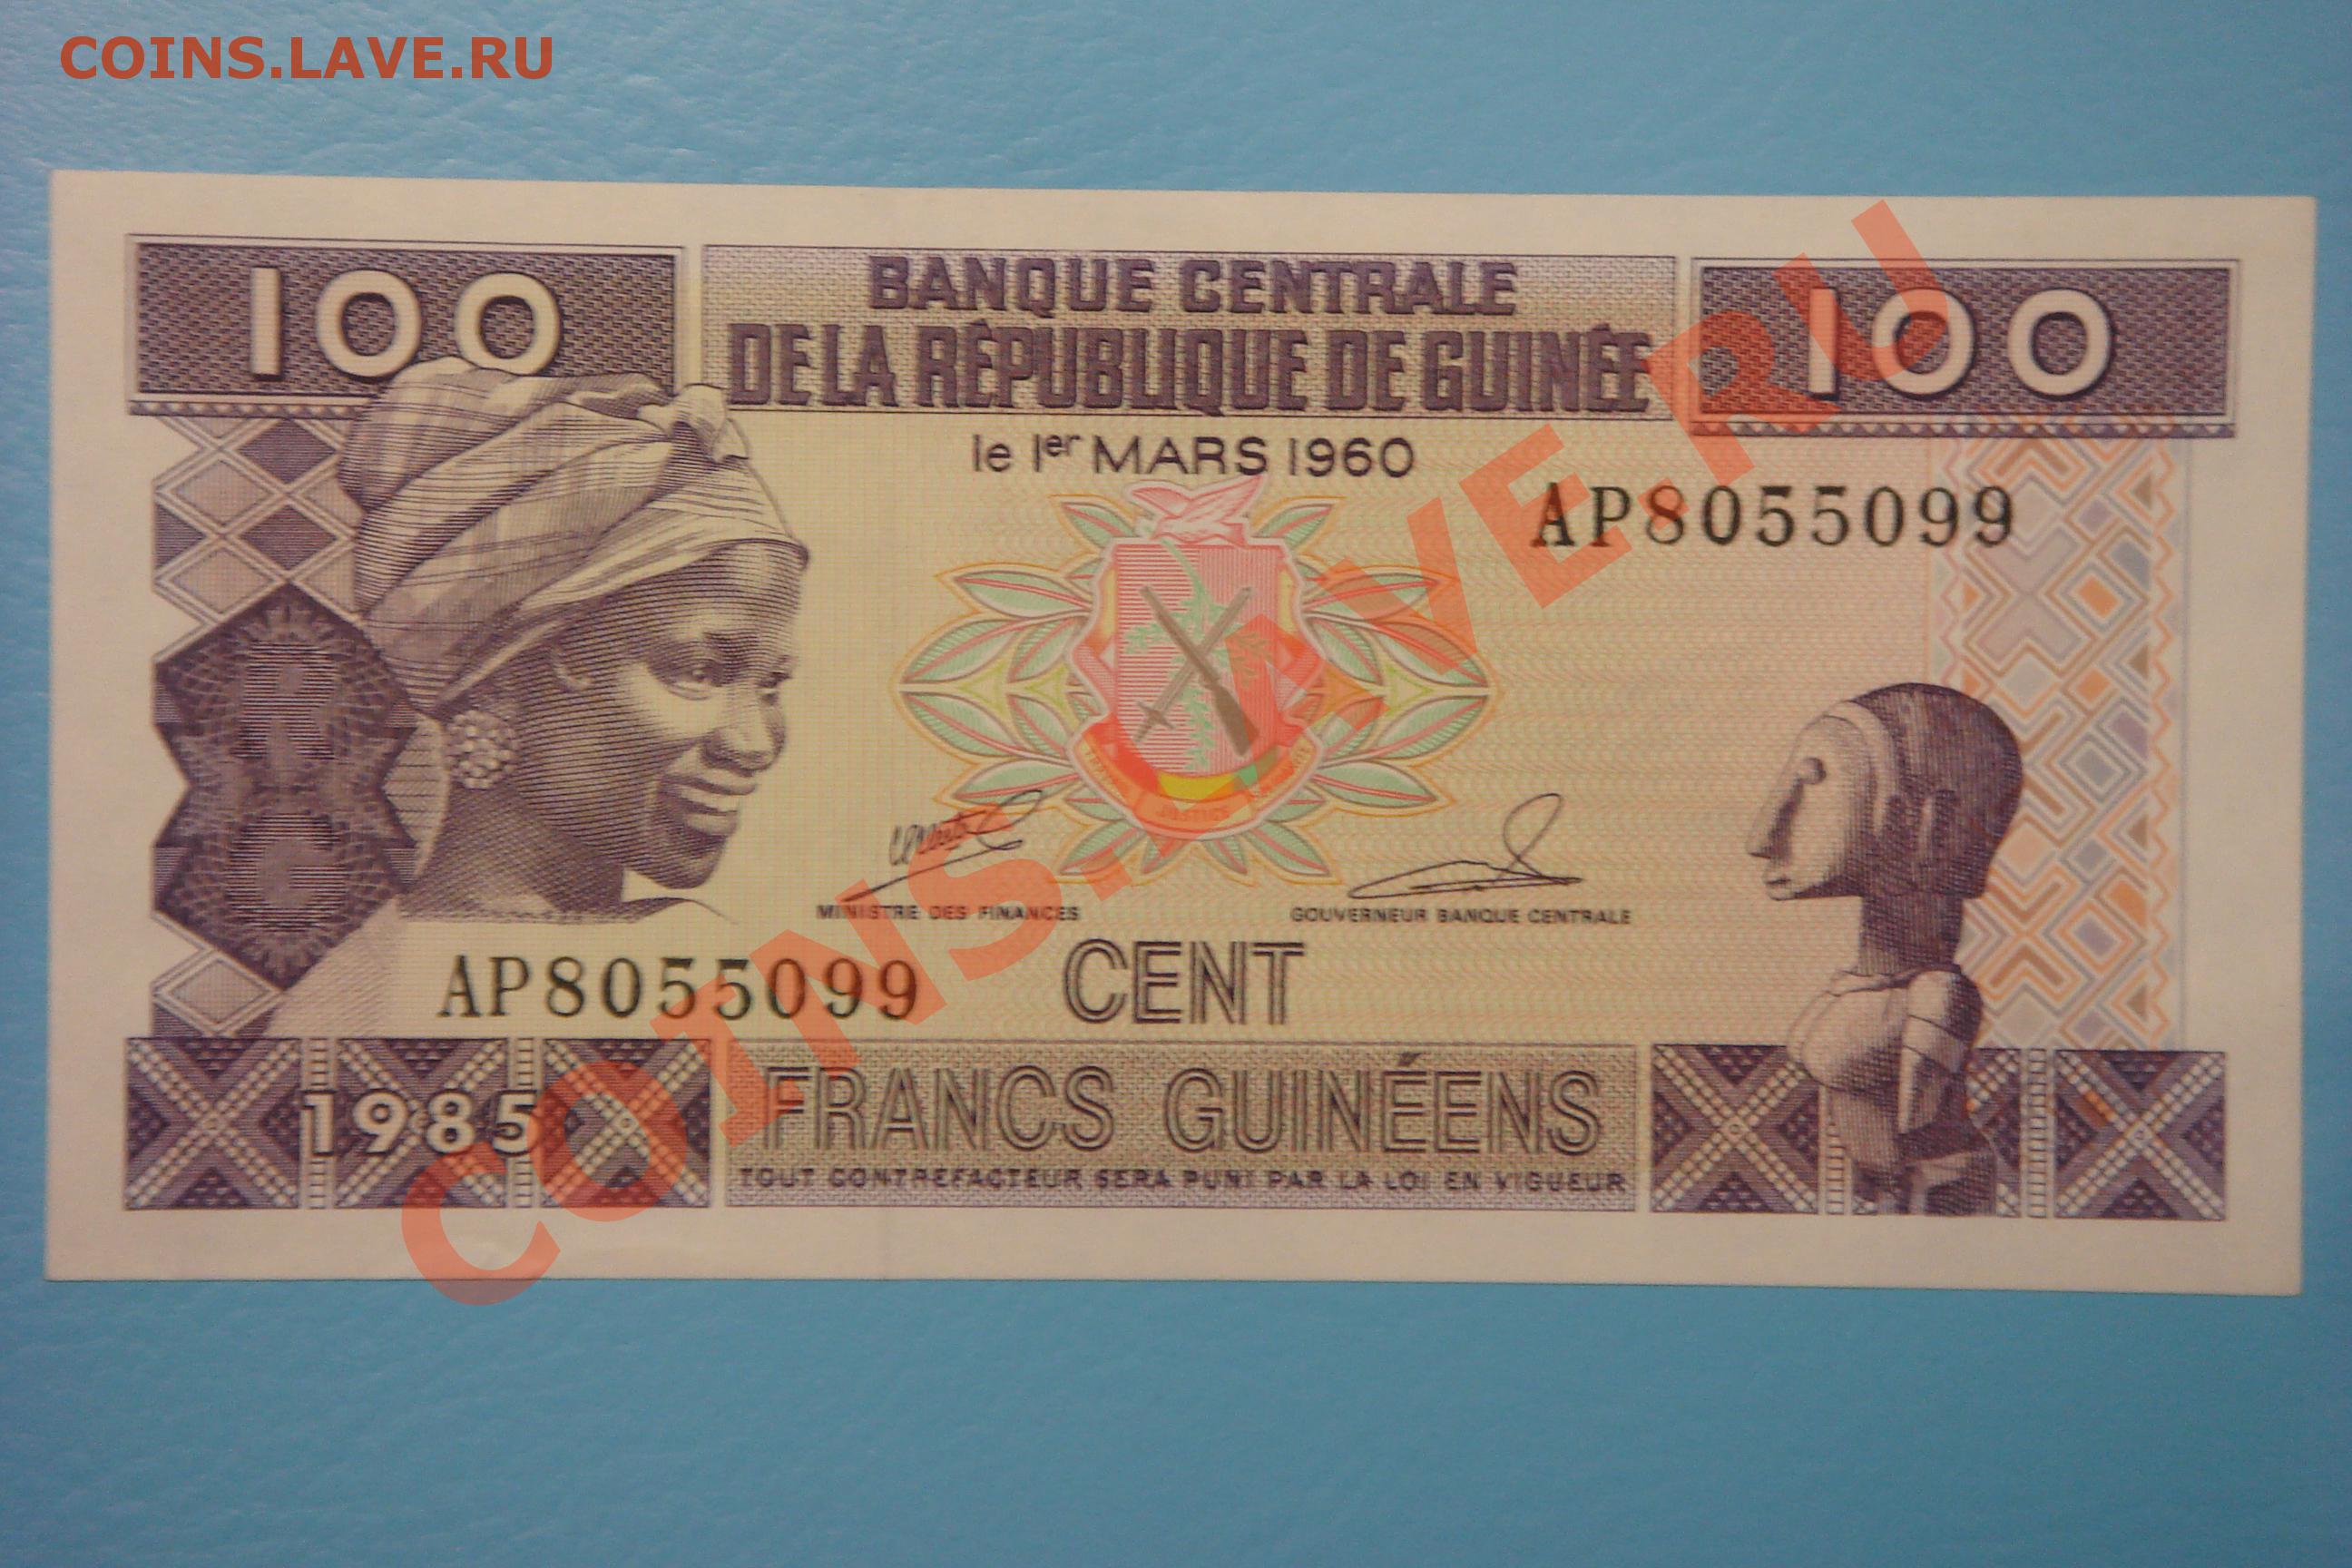 COINS.LAVE.RU
100
BANQUE CENTRALE
DE LA RÉPUBLIQUE DE GUINÉE
100
le 1er MARS 1960
AP8055099
MINISTRE DES FINANCES
GOUVERNEUR BANQUE CENTRALE
AP8055099
CENT
1985
FRANCS GUINÉENS
TOUT CONTREFACTEUR SERA PUNI PAR LA LOI EN VIGUEUR
COINS.LAVE.RU